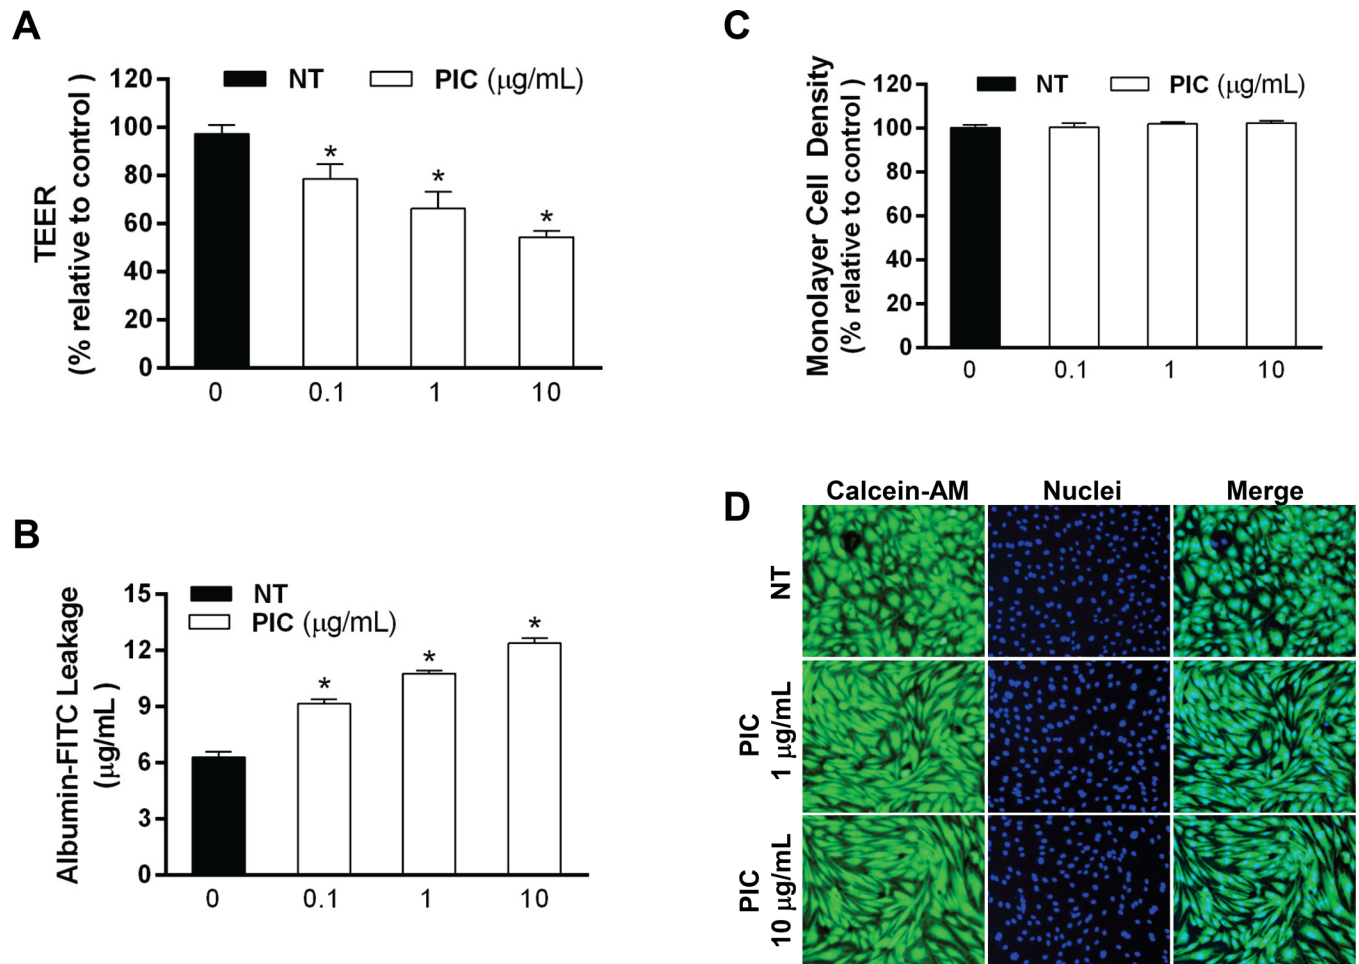 A
NT PIC (µg/mL)
TEER
(% relative to control )
120
100
80
60
40
20
0
*
*
*
0 0.1 1 10
C
NT PIC (µg/mL)
Monolayer Cell Density
(% relative to control )
120
100
80
60
40
20
0
0 0.1 1 10
B
NT
PIC (µg/mL)
Albumin-FITC Leakage
(µg/mL )
15
12
9
6
3
0
*
*
*
0 0.1 1 10
D
Calcein-AM Nuclei Merge
NT
PIC
1 µg/mL
PIC
10 µg/mL